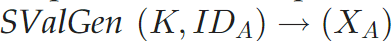 SValGen (K, ID_A) → (X_A)